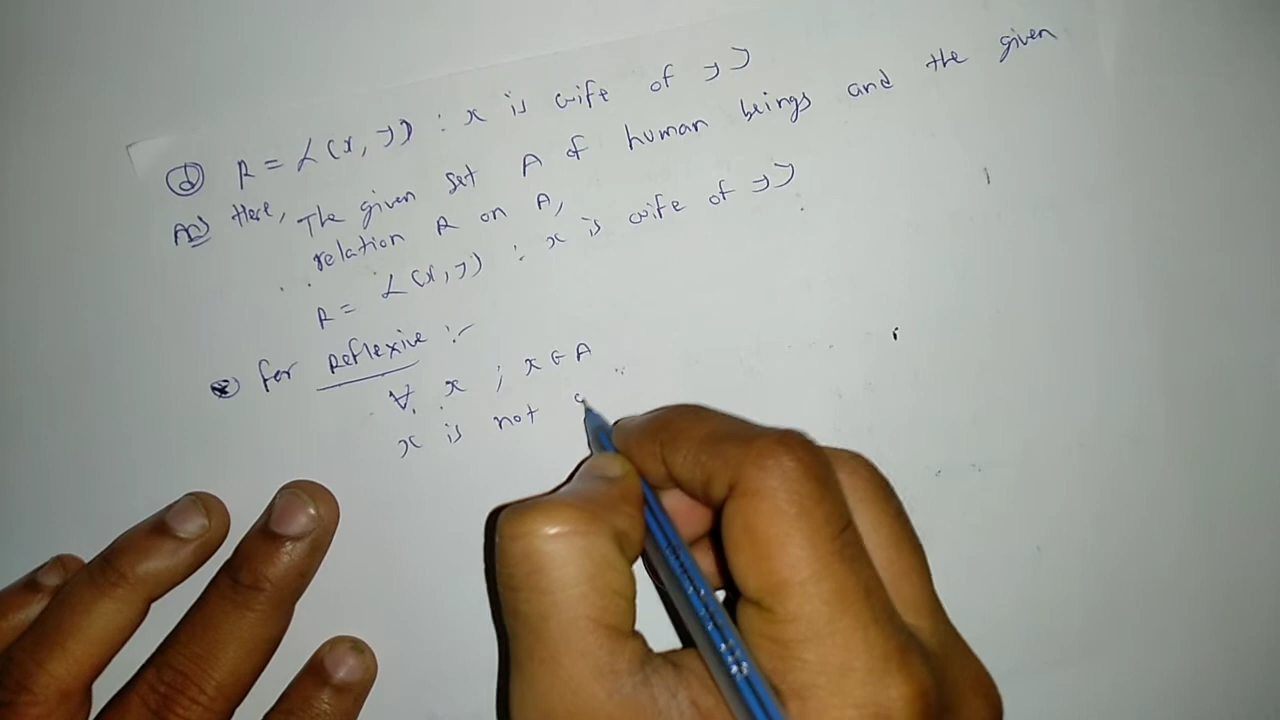 (d) R = {(x, y) : x is wife of y}
Ans Here, The given set A of human beings and the given
relation R on A,
R = {(x, y) : x is wife of y}
For Reflexive :-
∀ x ; x ∈ A
x is not